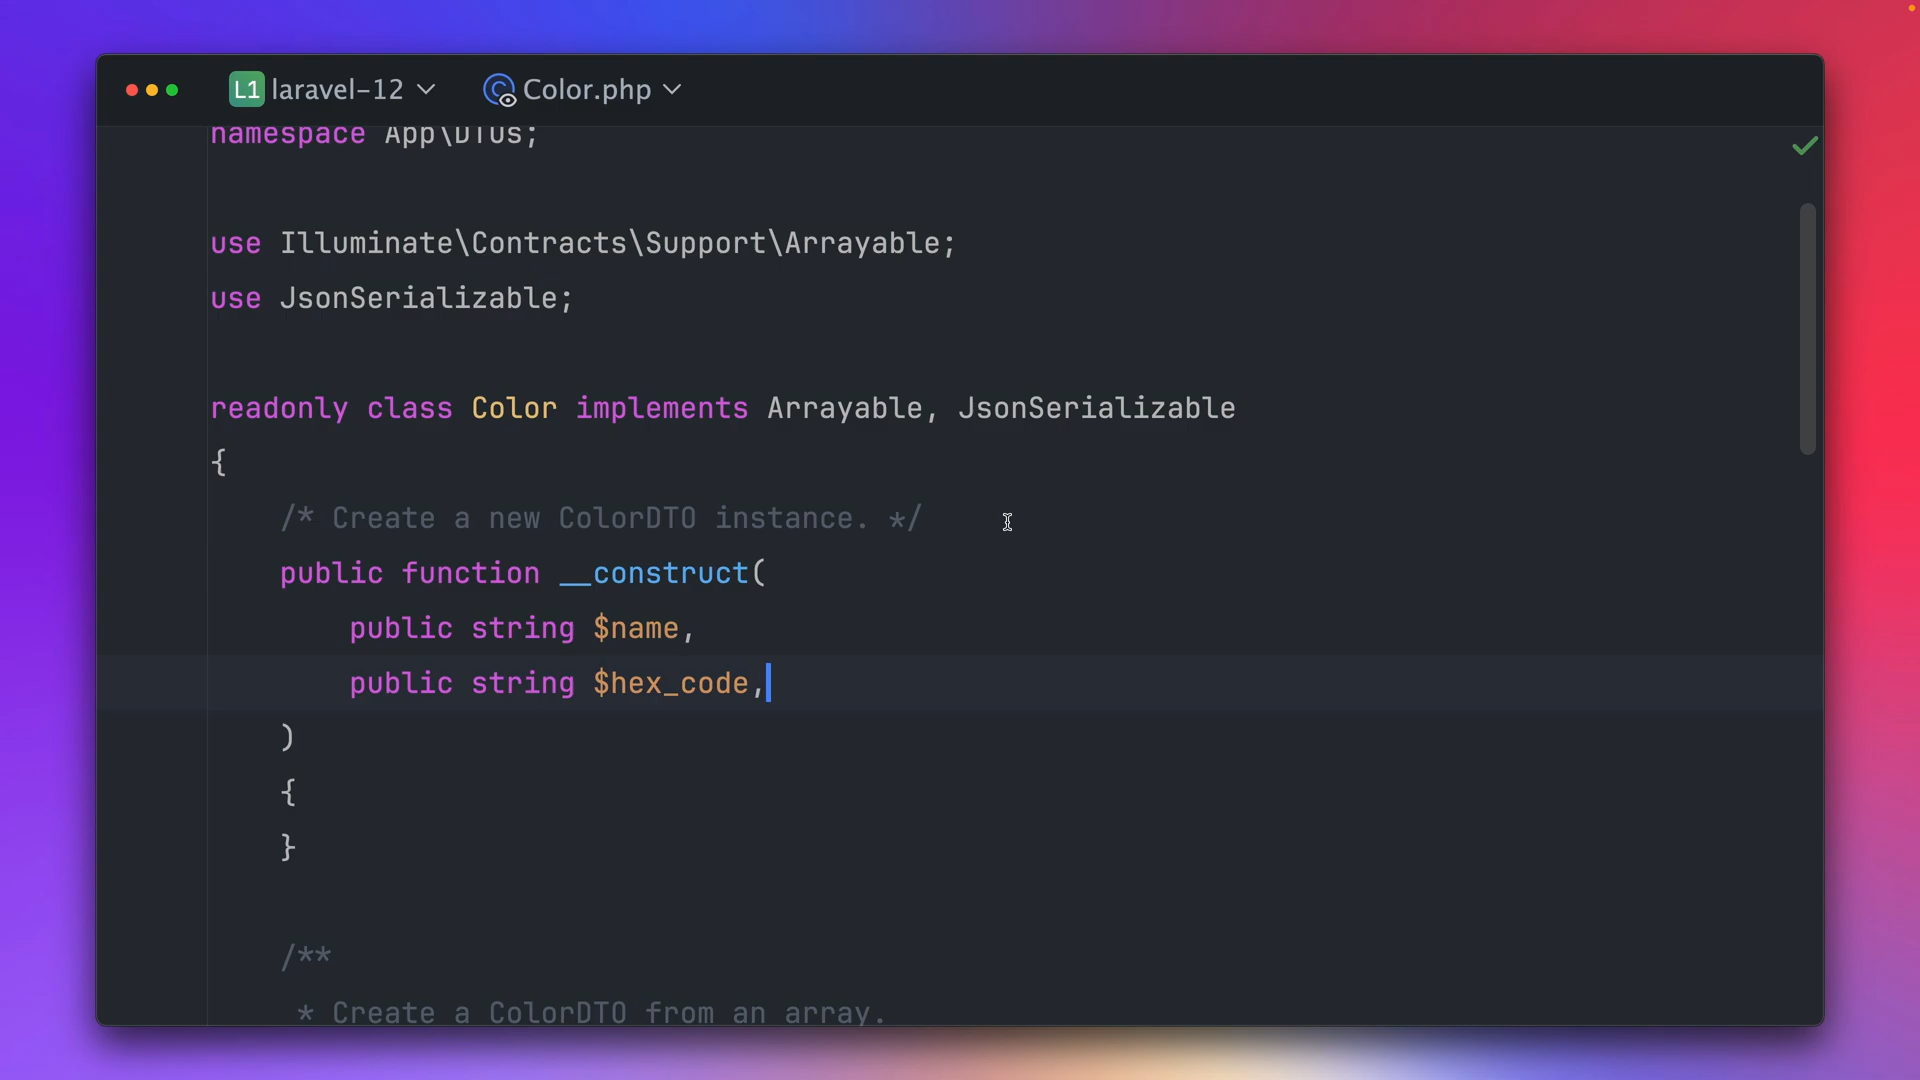 L1 laravel-12 Color.php
namespace App\DTOs;
use Illuminate\Contracts\Support\Arrayable;
use JsonSerializable;
readonly class Color implements Arrayable, JsonSerializable
{
/* Create a new ColorDTO instance. */
public function __construct(
public string $name,
public string $hex_code,
)
{
}
/**
* Create a ColorDTO from an array.